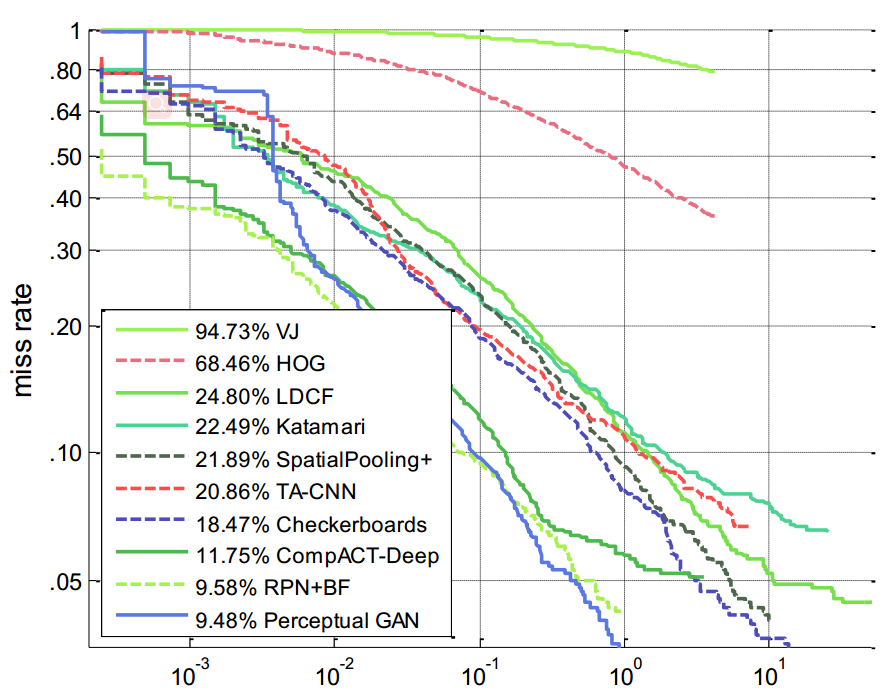 1
.80
.64
.50
.40
.30
.20
.10
.05
miss rate
94.73% VJ
68.46% HOG
24.80% LDCF
22.49% Katamari
21.89% SpatialPooling+
20.86% TA-CNN
18.47% Checkerboards
11.75% CompACT-Deep
9.58% RPN+BF
9.48% Perceptual GAN
10^-3 10^-2 10^-1 10^0 10^1